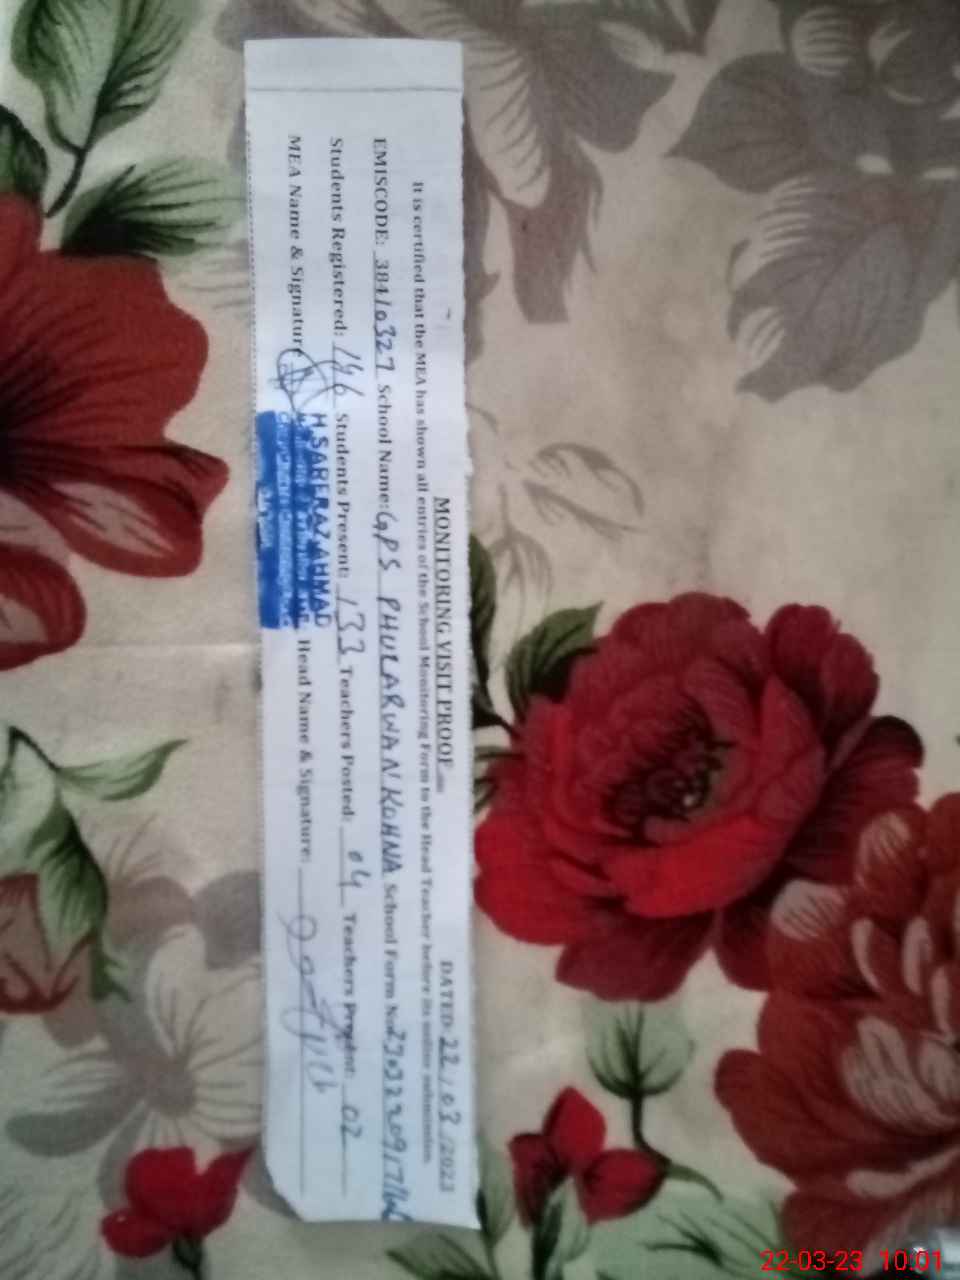 MONITORING VISIT PROOF DATED: 22/03/2023
It is certified that the MEA has shown all entries of the School Monitoring Form to the Head Teacher before its online submission.
EMISCODE: 38410327 School Name: GPS PHULARWAN KOHNA School Form No:
Students Registered: 146 Students Present: 133 Teachers Posted: 04 Teachers Present: 02
MEA Name & Signature: H.SARFRAZ AHMAD Head Name & Signature:
22-03-23 10:01